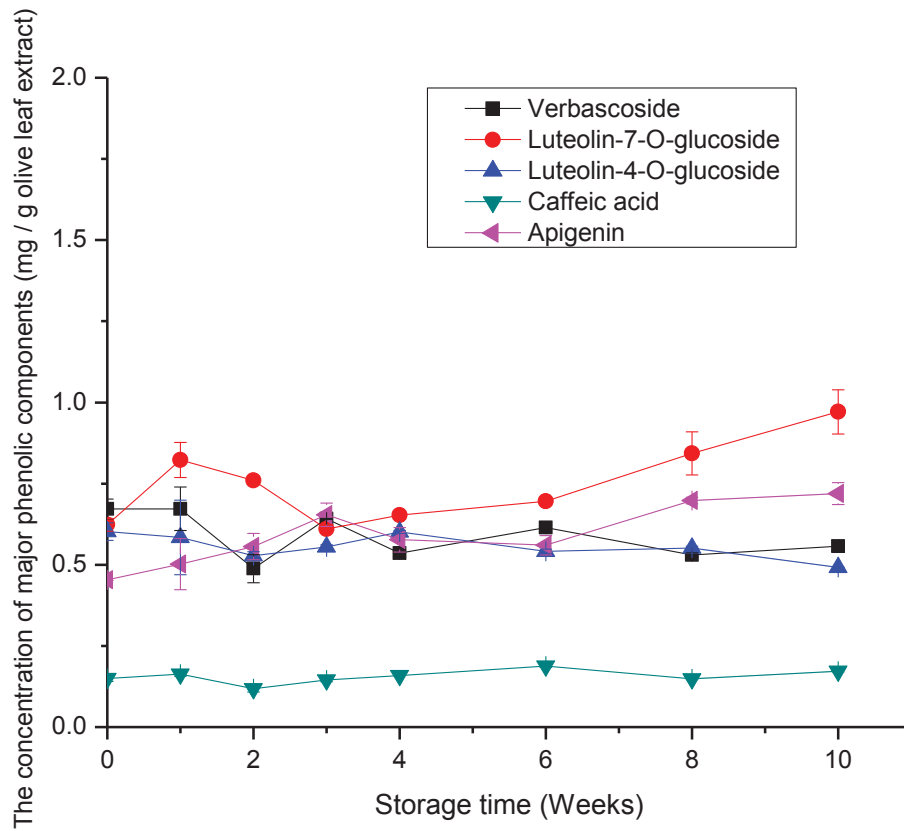 The concentration of major phenolic components (mg / g olive leaf extract)
2.0
1.5
1.0
0.5
0.0
Verbascoside
Luteolin-7-O-glucoside
Luteolin-4-O-glucoside
Caffeic acid
Apigenin
0 2 4 6 8 10
Storage time (Weeks)